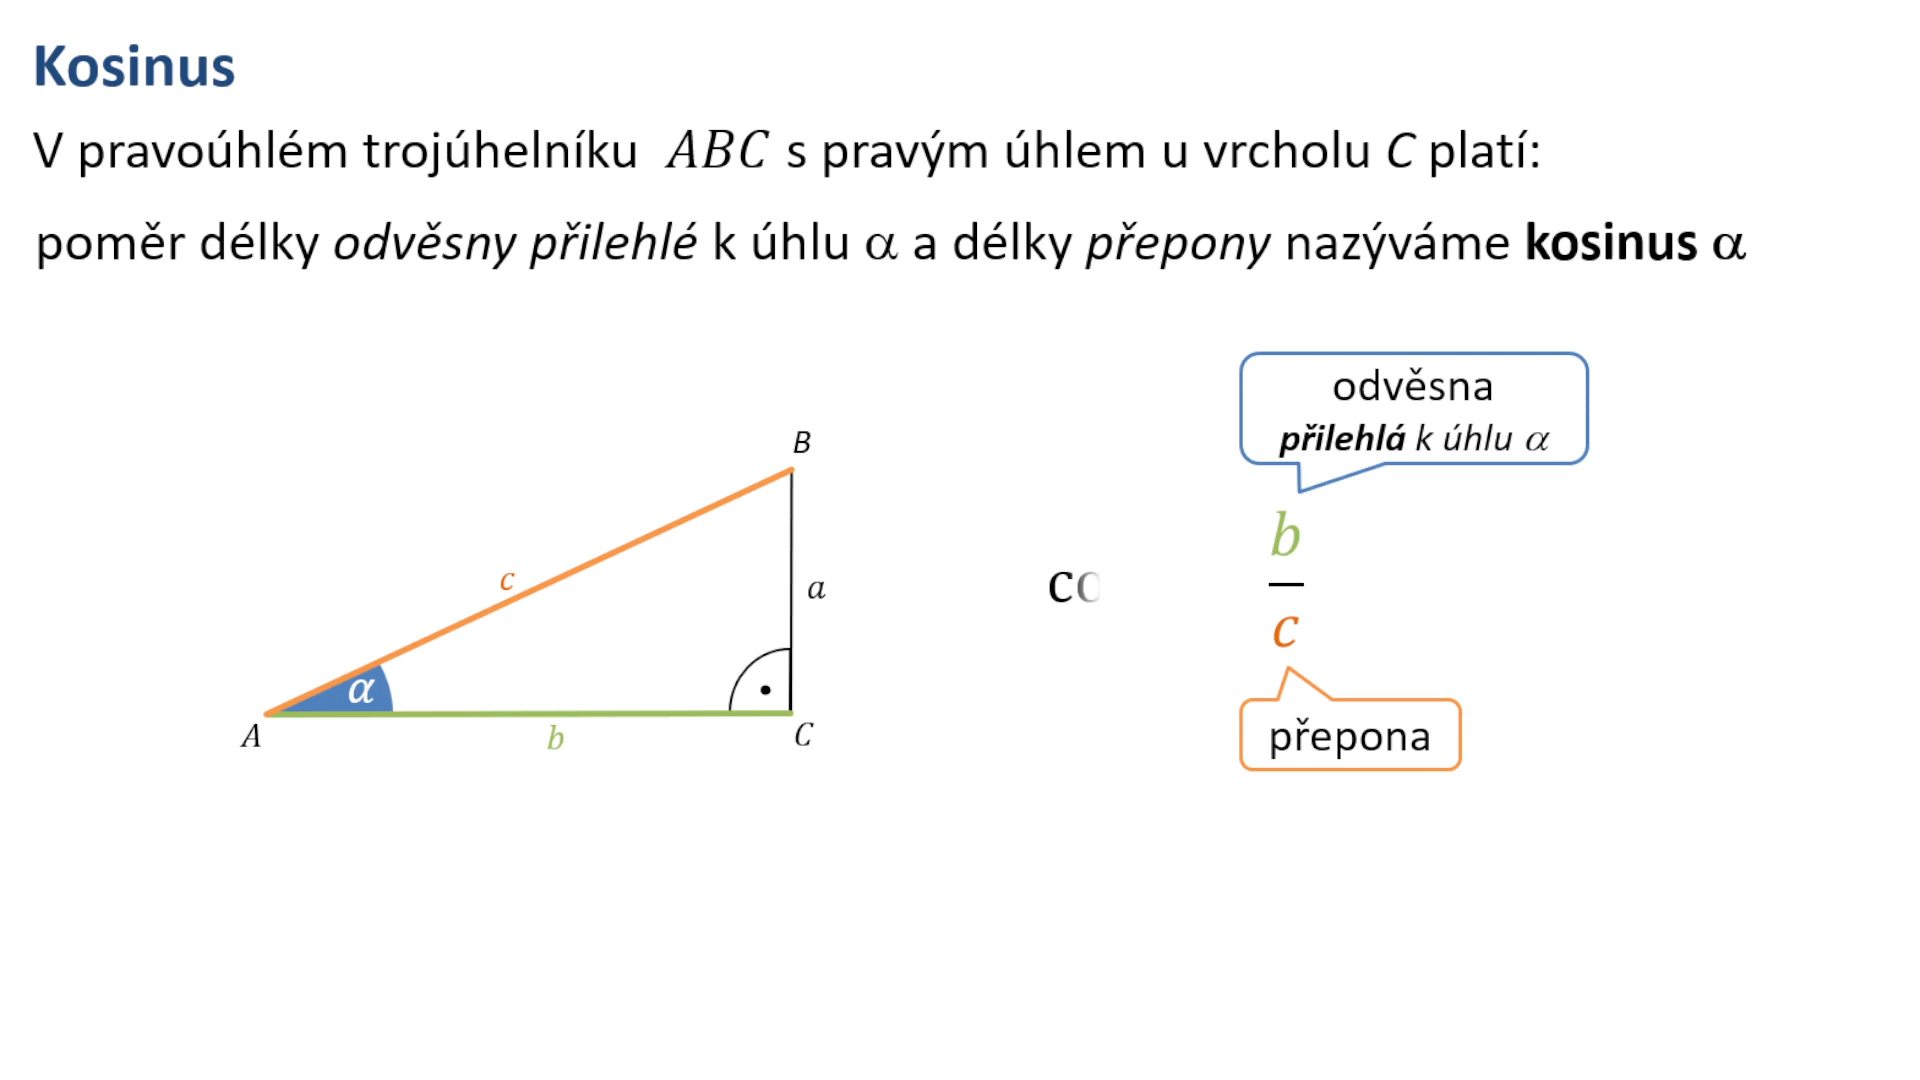 Kosinus
V pravoúhlém trojúhelníku ABC s pravým úhlem u vrcholu C platí:
poměr délky odvěsny přilehlé k úhlu α a délky přepony nazýváme kosinus α
odvěsna
přilehlá k úhlu α
B
b
c
a
co
c
α
přepona
A
b
C